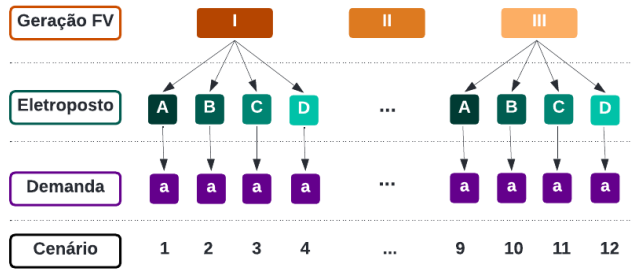 Geração FV I II III
Eletroposto A B C D ... A B C D
Demanda a a a a ... a a a a
Cenário 1 2 3 4 ... 9 10 11 12